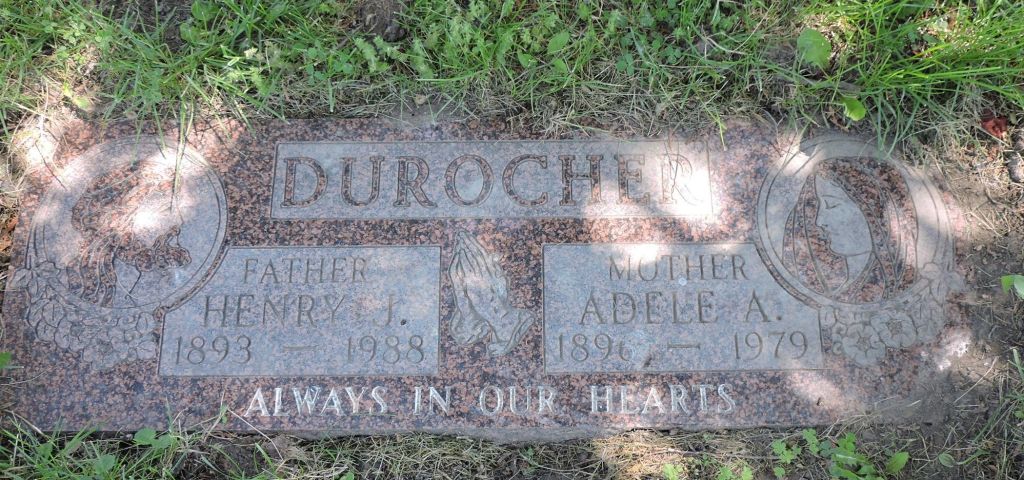 DUROCHER
FATHER
HENRY J.
1893 — 1988
MOTHER
ADELE A.
1896 — 1979
ALWAYS IN OUR HEARTS